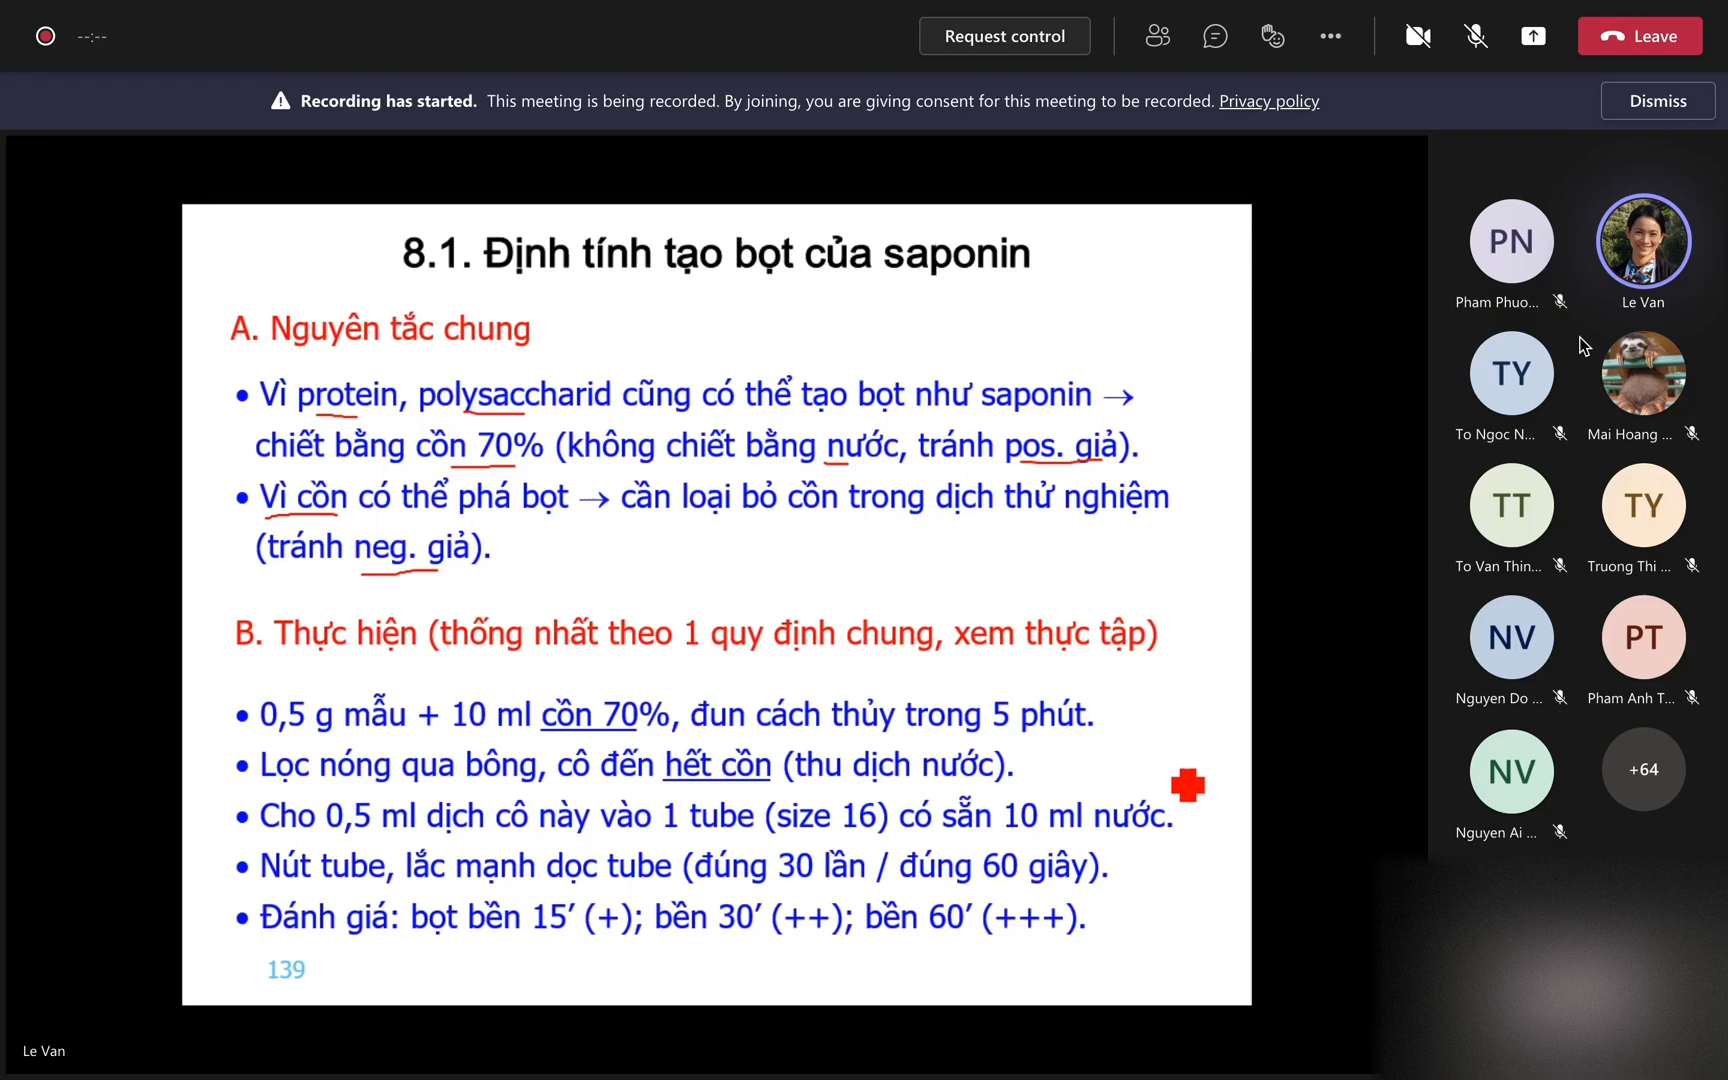 --:--
Request control
Leave
Recording has started. This meeting is being recorded. By joining, you are giving consent for this meeting to be recorded. Privacy policy
Dismiss
8.1. Định tính tạo bọt của saponin
A. Nguyên tắc chung
• Vì protein, polysaccharid cũng có thể tạo bọt như saponin →
chiết bằng cồn 70% (không chiết bằng nước, tránh pos. giả).
• Vì cồn có thể phá bọt → cần loại bỏ cồn trong dịch thử nghiệm
(tránh neg. giả).
B. Thực hiện (thống nhất theo 1 quy định chung, xem thực tập)
• 0,5 g mẫu + 10 ml cồn 70%, đun cách thủy trong 5 phút.
• Lọc nóng qua bông, cô đến hết cồn (thu dịch nước).
• Cho 0,5 ml dịch cô này vào 1 tube (size 16) có sẵn 10 ml nước.
• Nút tube, lắc mạnh dọc tube (đúng 30 lần / đúng 60 giây).
• Đánh giá: bọt bền 15’ (+); bền 30’ (++); bền 60’ (+++).
139
Le Van
PN
Pham Phuo...
Le Van
TY
To Ngoc N...
Mai Hoang ...
TT
To Van Thin...
TY
Truong Thi ...
NV
Nguyen Do ...
PT
Pham Anh T...
NV
Nguyen Ai ...
+64